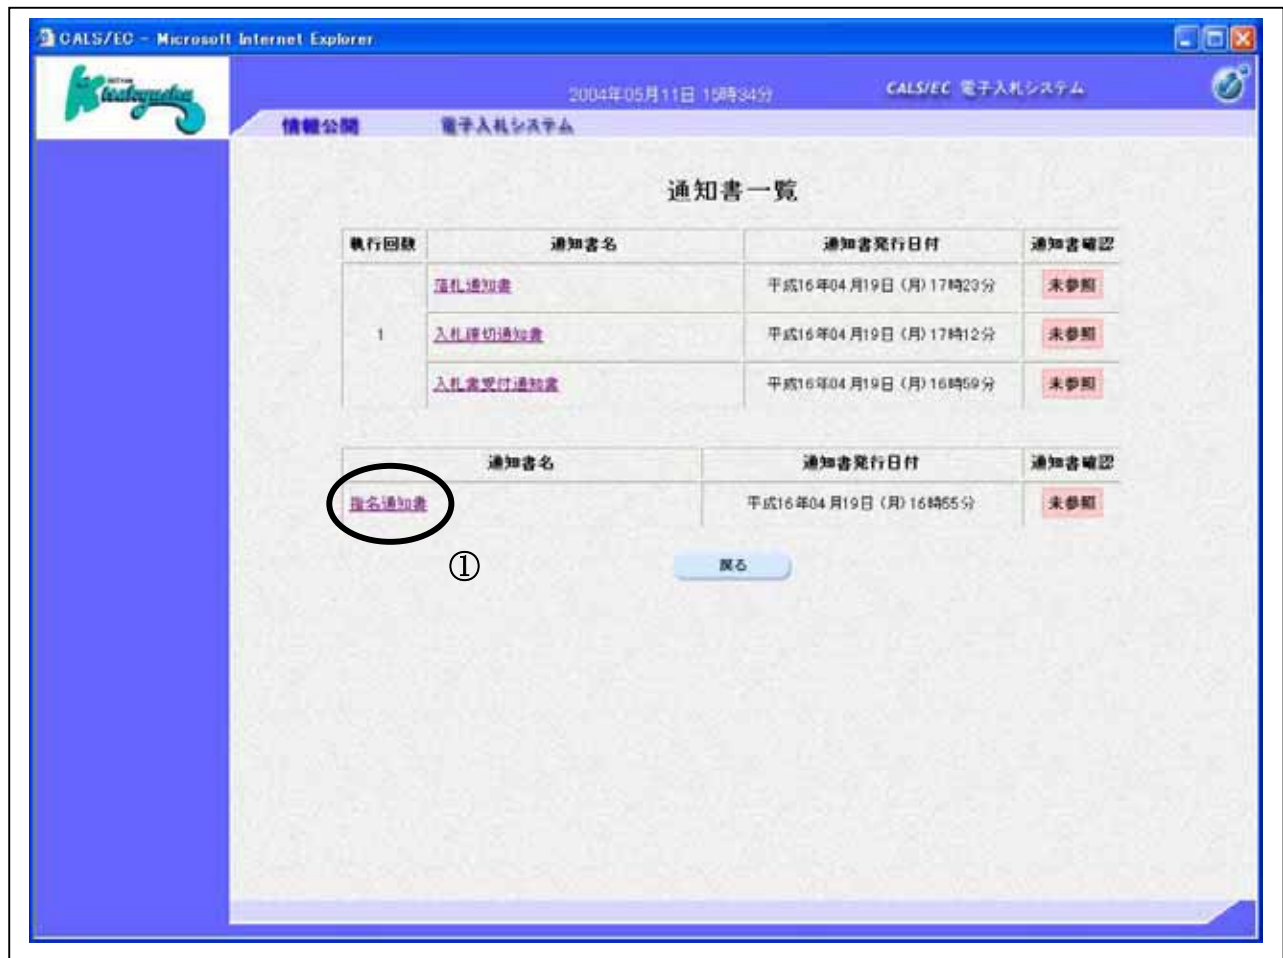 CALS/EC - Microsoft Internet Explorer
2004年05月11日 15時34分
CALS/EC 電子入札システム
情報公開 電子入札システム
通知書一覧
執行回数 通知書名 通知書発行日付 通知書確認
落札通知書 平成16年04月19日(月)17時23分 未参照
1 入札締切通知書 平成16年04月19日(月)17時12分 未参照
入札書受付通知書 平成16年04月19日(月)16時59分 未参照
通知書名 通知書発行日付 通知書確認
指名通知書 平成16年04月19日(月)16時55分 未参照
①
戻る